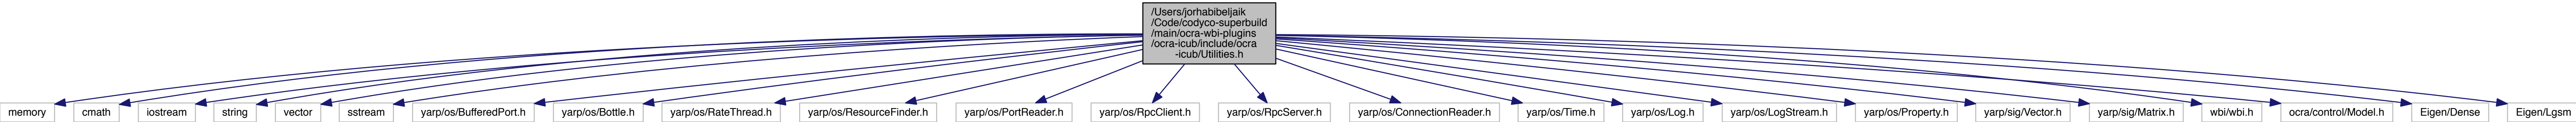 /Users/jorhabibeljaik
/Code/codyco-superbuild
/main/ocra-wbi-plugins
/ocra-icub/include/ocra
-icub/Utilities.h
memory
cmath
iostream
string
vector
sstream
yarp/os/BufferedPort.h
yarp/os/Bottle.h
yarp/os/RateThread.h
yarp/os/ResourceFinder.h
yarp/os/PortReader.h
yarp/os/RpcClient.h
yarp/os/RpcServer.h
yarp/os/ConnectionReader.h
yarp/os/Time.h
yarp/os/Log.h
yarp/os/LogStream.h
yarp/os/Property.h
yarp/sig/Vector.h
yarp/sig/Matrix.h
wbi/wbi.h
ocra/control/Model.h
Eigen/Dense
Eigen/Lgsm